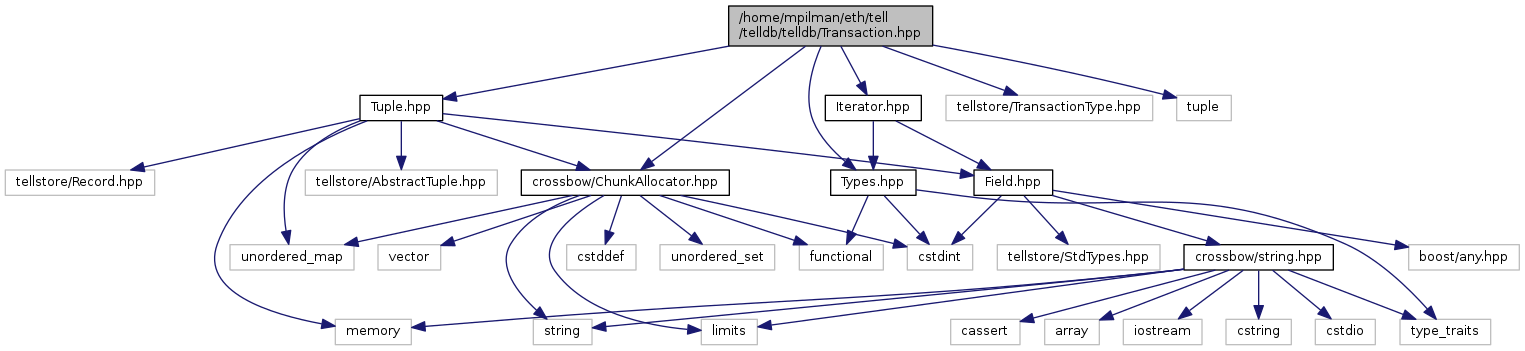 /home/mpilman/eth/tell
/telldb/telldb/Transaction.hpp
Tuple.hpp
Iterator.hpp
tellstore/TransactionType.hpp
tuple
tellstore/Record.hpp
tellstore/AbstractTuple.hpp
crossbow/ChunkAllocator.hpp
Types.hpp
Field.hpp
unordered_map
vector
cstddef
unordered_set
functional
cstdint
tellstore/StdTypes.hpp
crossbow/string.hpp
boost/any.hpp
memory
string
limits
cassert
array
iostream
cstring
cstdio
type_traits